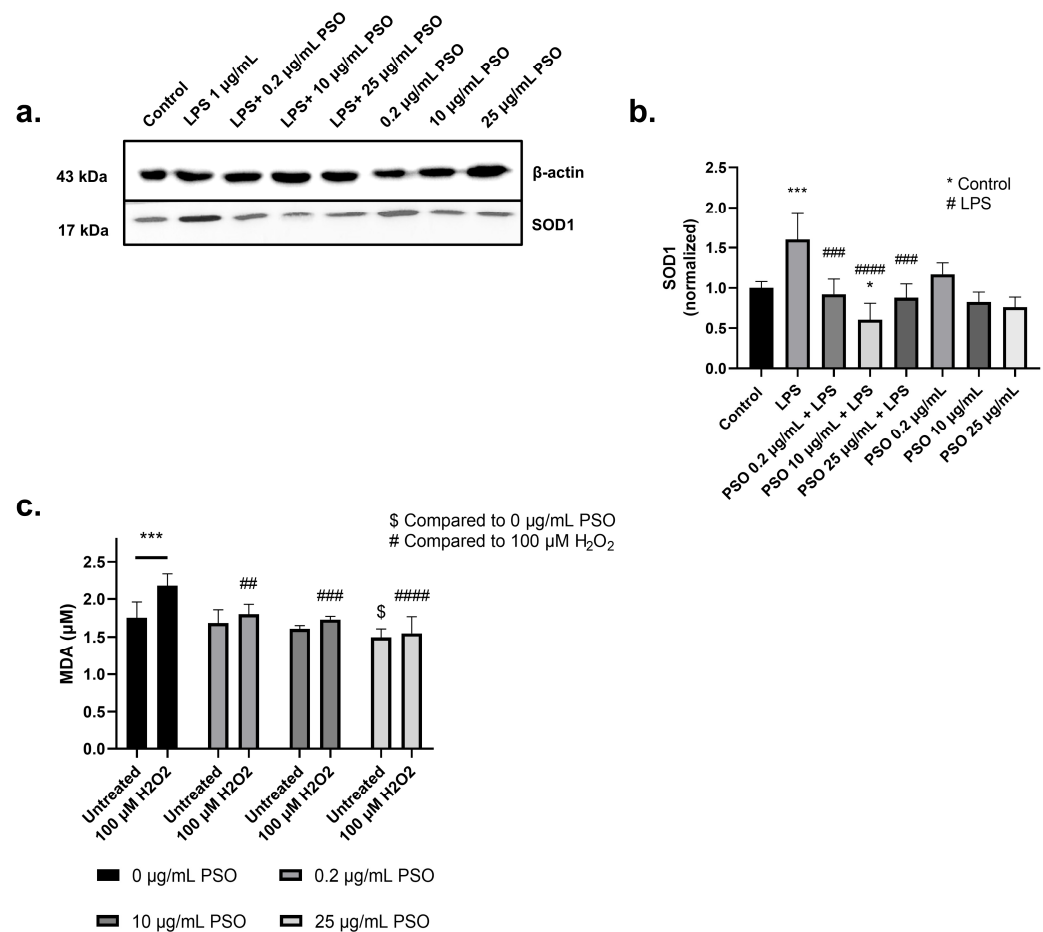 a.
Control
LPS 1 µg/mL
LPS+ 0.2 µg/mL PSO
LPS+ 10 µg/mL PSO
LPS+ 25 µg/mL PSO
0.2 µg/mL PSO
10 µg/mL PSO
25 µg/mL PSO
43 kDa
β-actin
17 kDa
SOD1
b.
SOD1
(normalized)
2.5
2.0
1.5
1.0
0.5
0.0
* Control
# LPS
***
###
####
*
###
Control
LPS
PSO 0.2 µg/mL + LPS
PSO 10 µg/mL + LPS
PSO 25 µg/mL + LPS
PSO 0.2 µg/mL
PSO 10 µg/mL
PSO 25 µg/mL
c.
$ Compared to 0 µg/mL PSO
# Compared to 100 µM H₂O₂
MDA (µM)
2.5
2.0
1.5
1.0
0.5
0.0
***
##
###
$
####
Untreated
100 µM H2O2
Untreated
100 µM H2O2
Untreated
100 µM H2O2
Untreated
100 µM H2O2
0 µg/mL PSO
0.2 µg/mL PSO
10 µg/mL PSO
25 µg/mL PSO